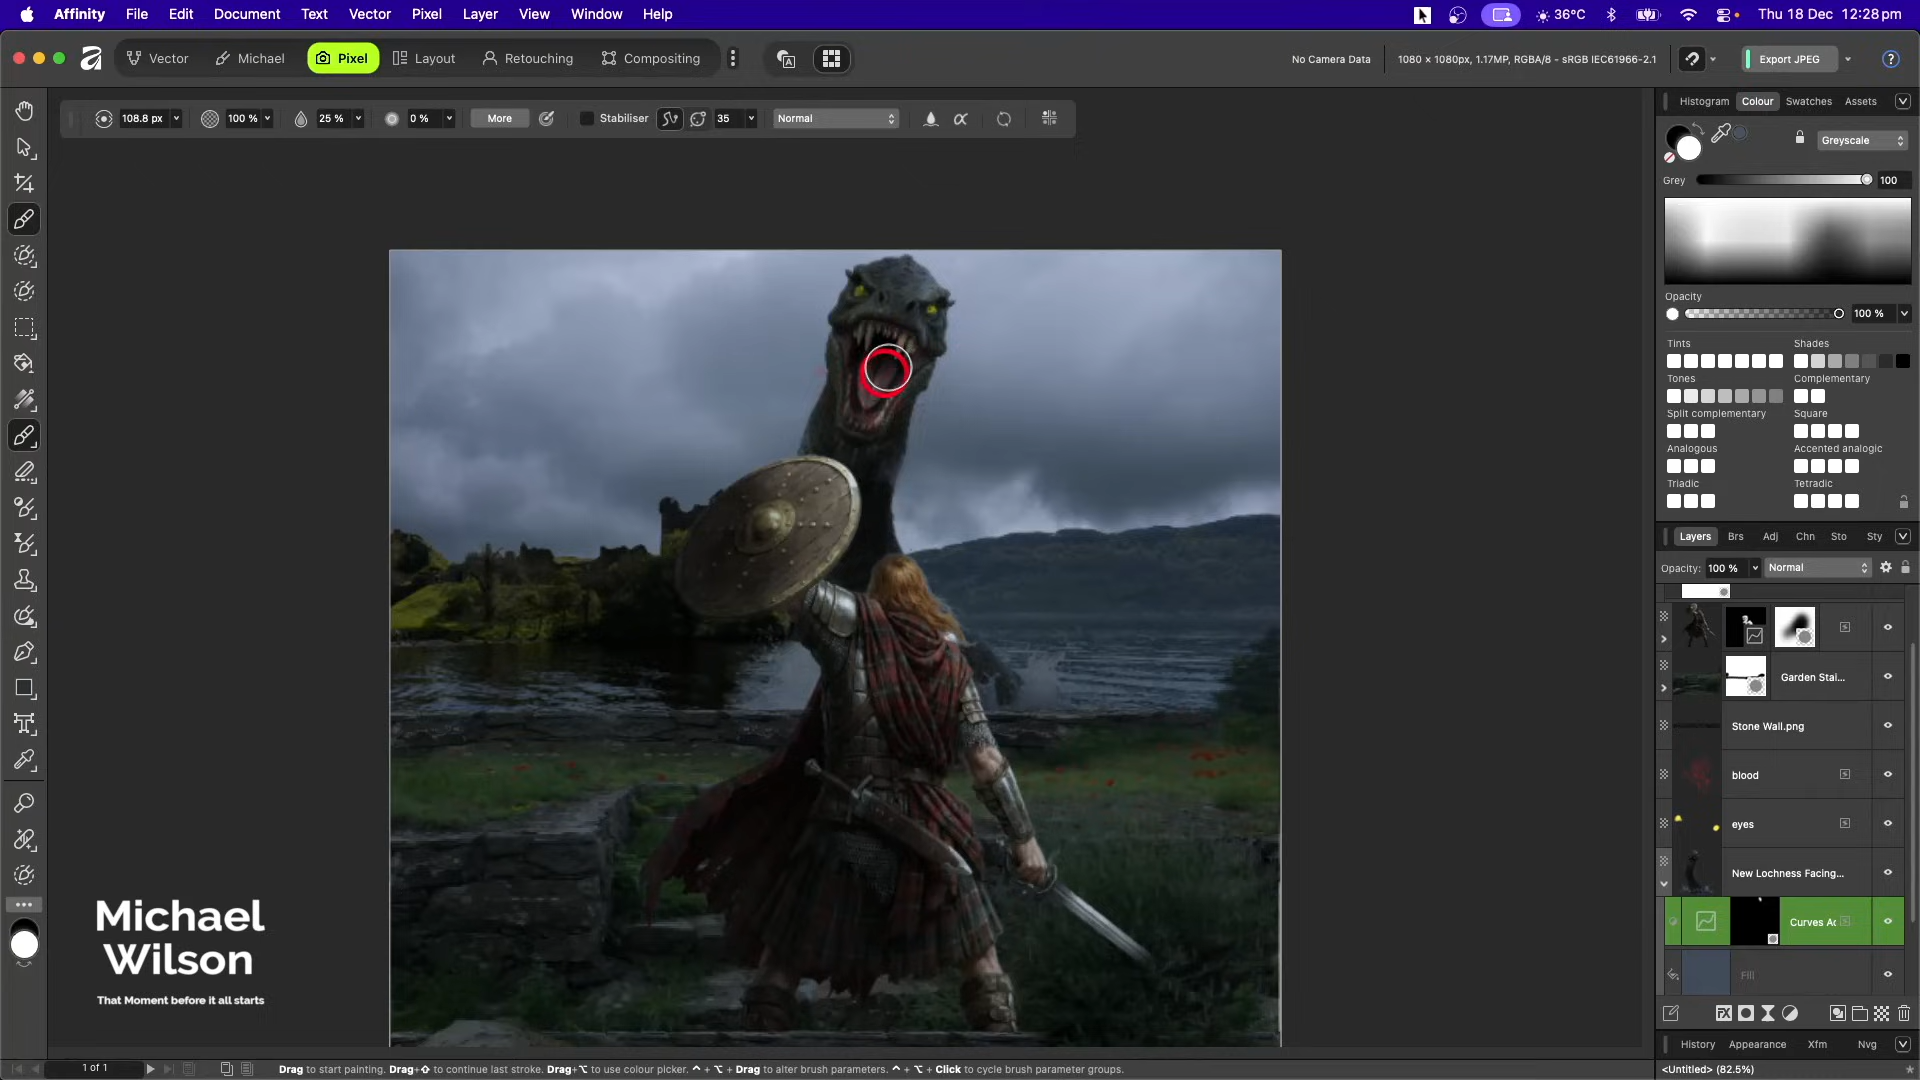 Affinity File Edit Document Text Vector Pixel Layer View Window Help 36°C Thu 18 Dec 12:28 pm
Vector Michael Pixel Layout Retouching Compositing No Camera Data 1080 × 1080px, 1.17MP, RGBA/8 - sRGB IEC61966-2.1 Export JPEG
108.8 px 100 % 25 % 0 % More Stabiliser 35 Normal
Histogram Colour Swatches Assets
Greyscale
Grey 100
Opacity
100 %
Tints Shades
Tones Complementary
Split complementary Square
Analogous Accented analogic
Triadic Tetradic
Layers Brs Adj Chn Sto Sty
Opacity: 100 % Normal
Garden Stai...
Stone Wall.png
blood
eyes
New Lochness Facing...
Curves Ac
Fill
Michael
Wilson
That Moment before it all starts
History Appearance Xfm Nvg
1 of 1 Drag to start painting. Drag+⇧ to continue last stroke. Drag+⌥ to use colour picker. ⌃ + ⌥ + Drag to alter brush parameters. ⌃ + ⌥ + Click to cycle brush parameter groups. <Untitled> (82.5%)